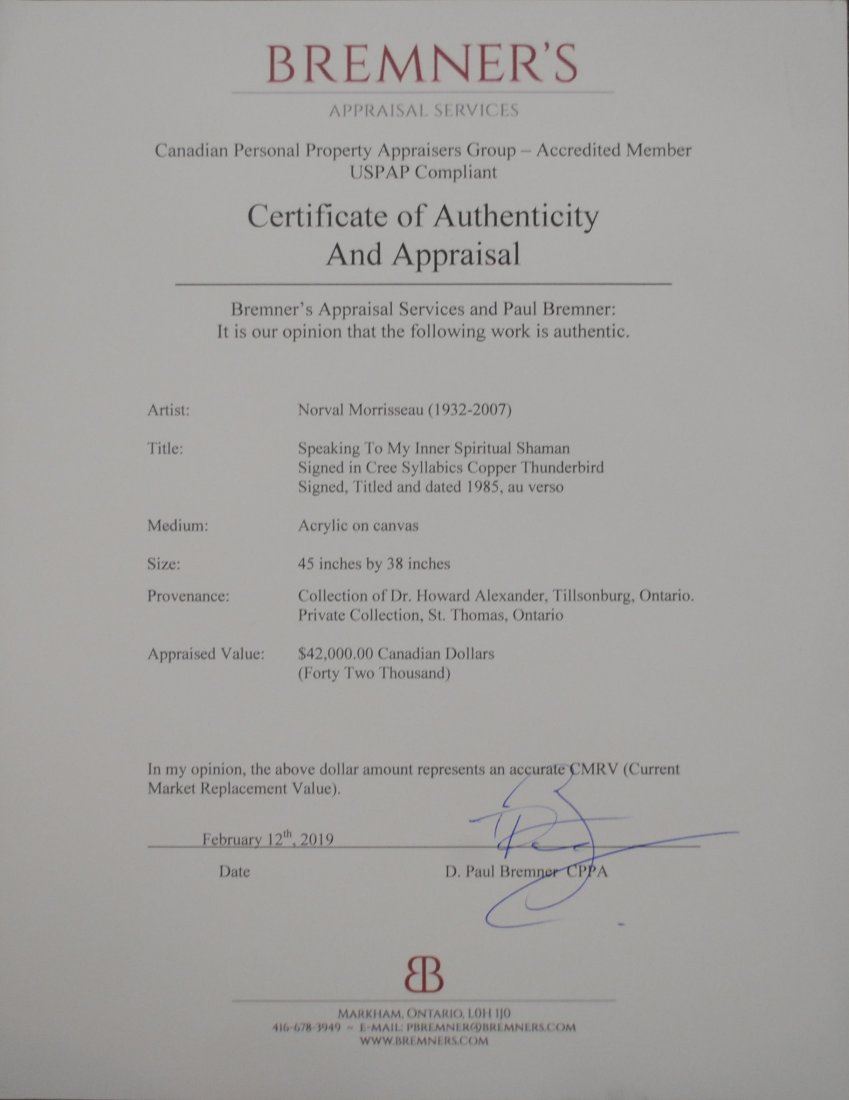 BREMNER'S
APPRAISAL SERVICES
Canadian Personal Property Appraisers Group – Accredited Member
USPAP Compliant
Certificate of Authenticity
And Appraisal
Bremner's Appraisal Services and Paul Bremner:
It is our opinion that the following work is authentic.
Artist: Norval Morrisseau (1932-2007)
Title: Speaking To My Inner Spiritual Shaman
Signed in Cree Syllabics Copper Thunderbird
Signed, Titled and dated 1985, au verso
Medium: Acrylic on canvas
Size: 45 inches by 38 inches
Provenance: Collection of Dr. Howard Alexander, Tillsonburg, Ontario.
Private Collection, St. Thomas, Ontario
Appraised Value: $42,000.00 Canadian Dollars
(Forty Two Thousand)
In my opinion, the above dollar amount represents an accurate CMRV (Current
Market Replacement Value).
February 12th, 2019
Date D. Paul Bremner CPPA
BB
MARKHAM, ONTARIO, L0H 1J0
416-678-3949 ~ E-MAIL: PBREMNER@BREMNERS.COM
WWW.BREMNERS.COM